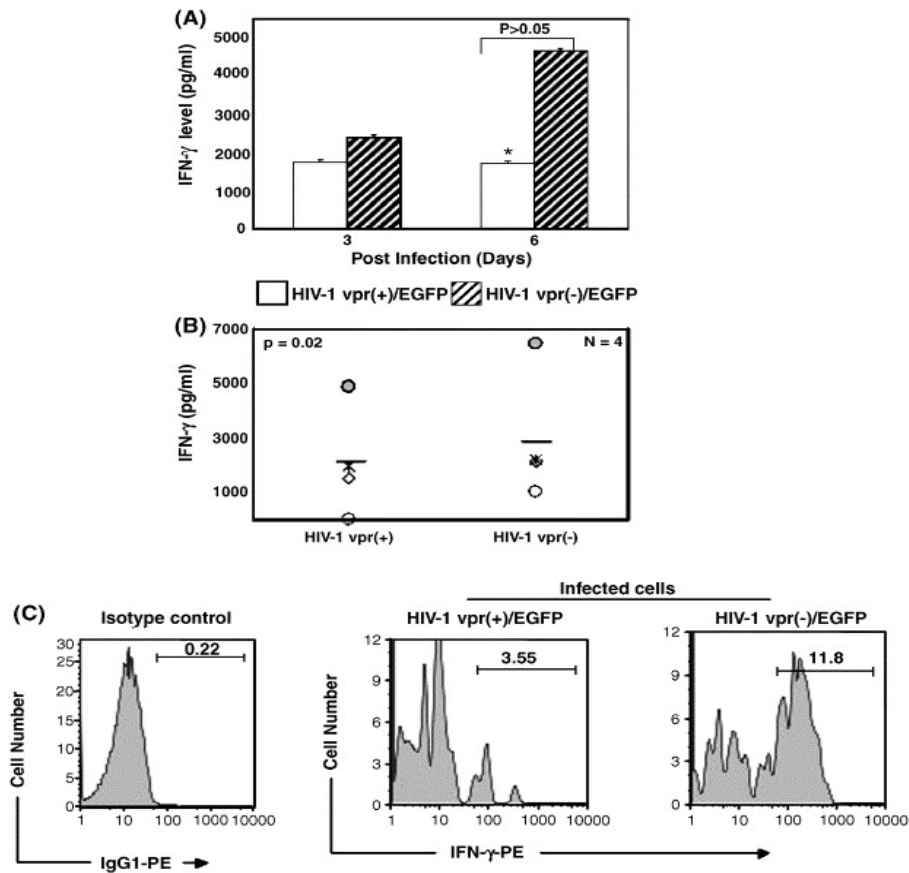 (A)
P>0.05
IFN-γ level (pg/ml)
5000
4000
3000
2000
1000
0
*
3
6
Post Infection (Days)
HIV-1 vpr(+)/EGFP
HIV-1 vpr(-)/EGFP
(B)
p = 0.02
N = 4
IFN-γ (pg/ml)
7000
5000
3000
1000
HIV-1 vpr(+)
HIV-1 vpr(-)
Infected cells
(C)
Isotype control
HIV-1 vpr(+)/EGFP
HIV-1 vpr(-)/EGFP
Cell Number
30
25
20
15
10
5
0
0.22
1 10 100 1000 10000
IgG1-PE
Cell Number
12
9
6
3
0
3.55
1 10 100 1000 10000
12
9
6
3
0
11.8
1 10 100 1000 10000
IFN-γ-PE